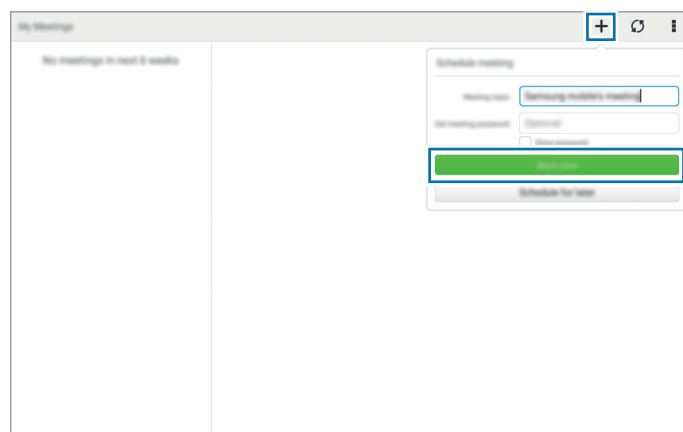 My Meetings
No meetings in next 6 weeks
Schedule meeting
Meeting topic
Samsung mobile's meeting
Set meeting password
Optional
Show password
Start now
Schedule for later